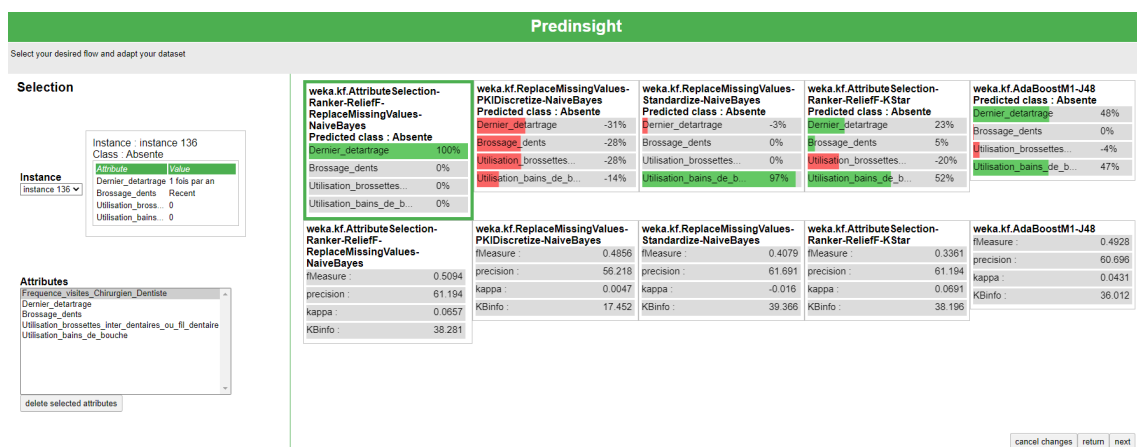 Predinsight
Select your desired flow and adapt your dataset
Selection
Instance : instance 136
Class : Absente
Attribute Value
Dernier_detartrage 1 fois par an
Brossage_dents Recent
Utilisation_bross... 0
Utilisation_bains... 0
Instance
instance 136
Attributes
Frequence_visites_Chirurgien_Dentiste
Dernier_detartrage
Brossage_dents
Utilisation_brossettes_inter_dentaires_ou_fil_dentaire
Utilisation_bains_de_bouche
delete selected attributes
weka.kf.AttributeSelection-
Ranker-ReliefF-
ReplaceMissingValues-
NaiveBayes
Predicted class : Absente
Dernier_detartrage 100%
Brossage_dents 0%
Utilisation_brossettes... 0%
Utilisation_bains_de_b... 0%
weka.kf.ReplaceMissingValues-
PKIDiscretize-NaiveBayes
Predicted class : Absente
Dernier_detartrage -31%
Brossage_dents -28%
Utilisation_brossettes... -28%
Utilisation_bains_de_b... -14%
weka.kf.ReplaceMissingValues-
Standardize-NaiveBayes
Predicted class : Absente
Dernier_detartrage -3%
Brossage_dents 0%
Utilisation_brossettes... 0%
Utilisation_bains_de_b... 97%
weka.kf.AttributeSelection-
Ranker-ReliefF-KStar
Predicted class : Absente
Dernier_detartrage 23%
Brossage_dents 5%
Utilisation_brossettes... -20%
Utilisation_bains_de_b... 52%
weka.kf.AdaBoostM1-J48
Predicted class : Absente
Dernier_detartrage 48%
Brossage_dents 0%
Utilisation_brossettes... -4%
Utilisation_bains_de_b... 47%
weka.kf.AttributeSelection-
Ranker-ReliefF-
ReplaceMissingValues-
NaiveBayes
fMeasure : 0.5094
precision : 61.194
kappa : 0.0657
KBinfo : 38.281
weka.kf.ReplaceMissingValues-
PKIDiscretize-NaiveBayes
fMeasure : 0.4856
precision : 56.218
kappa : 0.0047
KBinfo : 17.452
weka.kf.ReplaceMissingValues-
Standardize-NaiveBayes
fMeasure : 0.4079
precision : 61.691
kappa : -0.016
KBinfo : 39.366
weka.kf.AttributeSelection-
Ranker-ReliefF-KStar
fMeasure : 0.3361
precision : 61.194
kappa : 0.0691
KBinfo : 38.196
weka.kf.AdaBoostM1-J48
fMeasure : 0.4928
precision : 60.696
kappa : 0.0431
KBinfo : 36.012
cancel changes return next